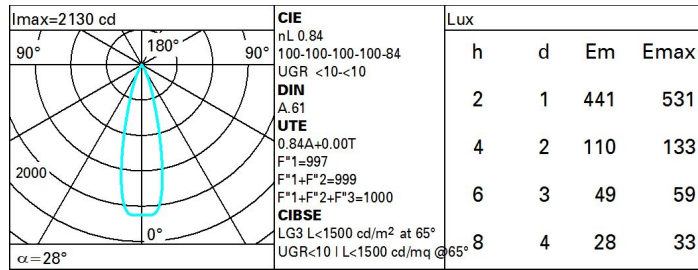 Imax=2130 cd
90° 180° 90°
2000
0°
α=28°
CIE
nL 0.84
100-100-100-100-84
UGR <10-<10
DIN
A.61
UTE
0.84A+0.00T
F"1=997
F"1+F"2=999
F"1+F"2+F"3=1000
CIBSE
LG3 L<1500 cd/m² at 65°
UGR<10 | L<1500 cd/mq @65°
Lux
h d Em Emax
2 1 441 531
4 2 110 133
6 3 49 59
8 4 28 33